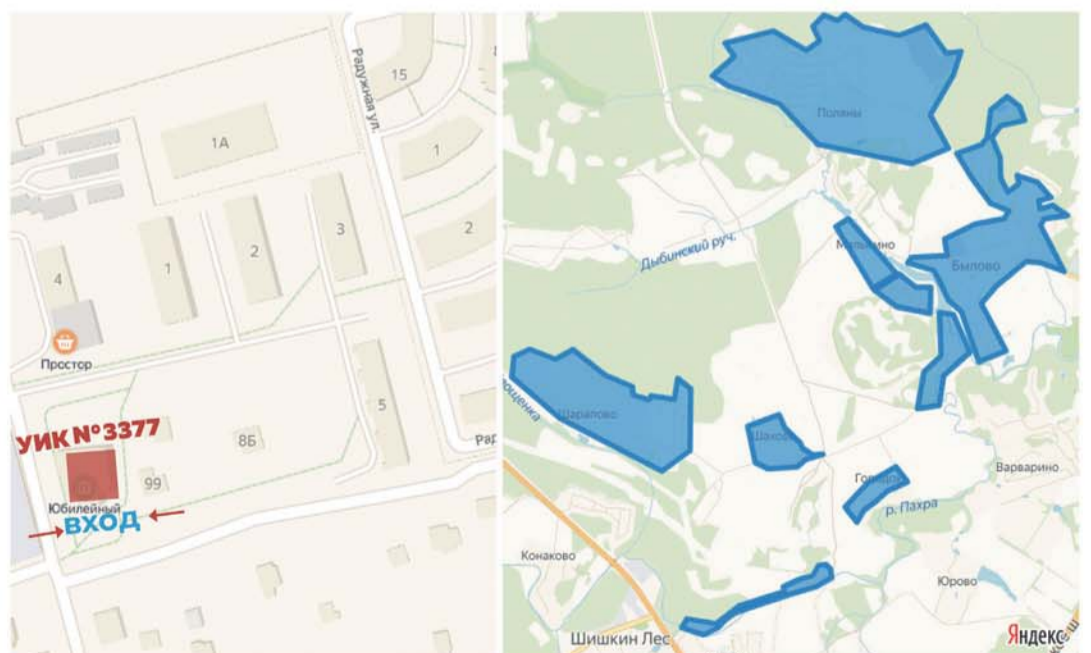 Радужная ул.
15
1А
1
3
2
2
1
4
Простор
5
УИК №3377
8Б
99
Юбилейный
ВХОД
Рад
Поляны
Дыбинский руч.
Былово
Шарапово
Варварино
р. Пахра
Конаково
Юрово
Шишкин Лес
Яндекс